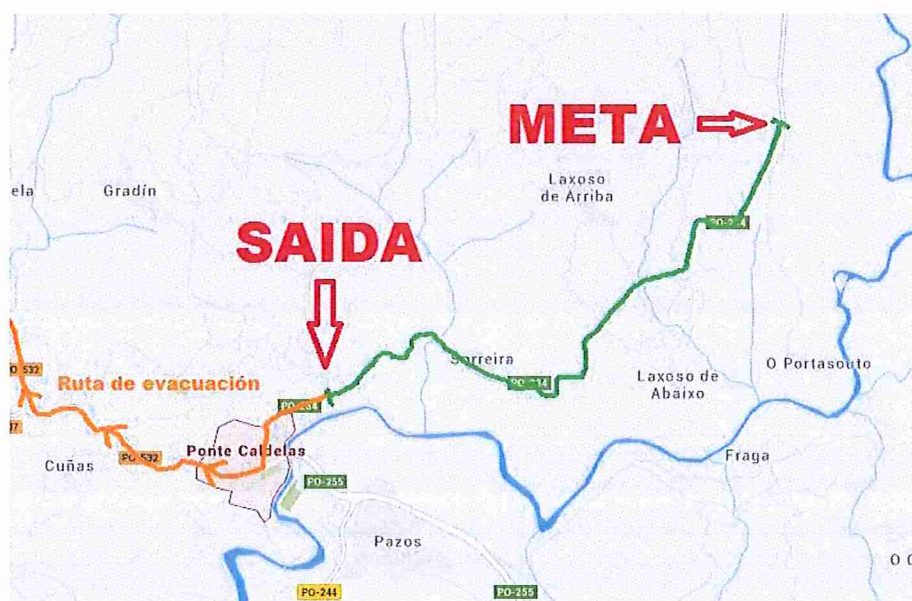 META
Laxoso
de Arriba
ela
Gradín
SAIDA
Sorreira
O Portasouto
PO-532
Ruta de evacuación
Laxoso de
Abaixo
Ponte Caldelas
Cuñas
PO-532
Fraga
PO-255
Pazos
PO-244
PO-255